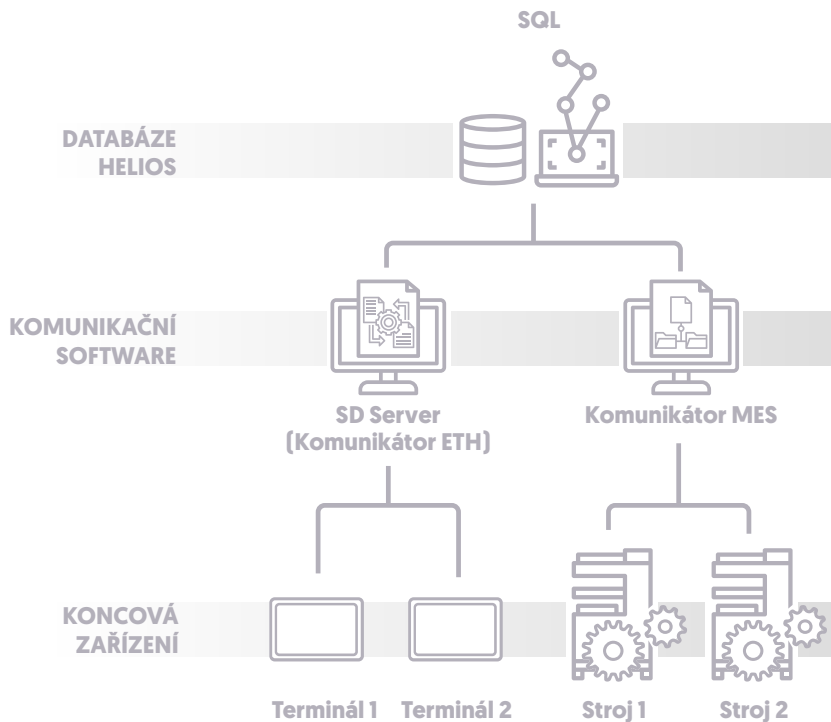 SQL
DATABÁZE
HELIOS
KOMUNIKAČNÍ
SOFTWARE
SD Server
(Komunikátor ETH)
Komunikátor MES
KONCOVÁ
ZAŘÍZENÍ
Terminál 1
Terminál 2
Stroj 1
Stroj 2